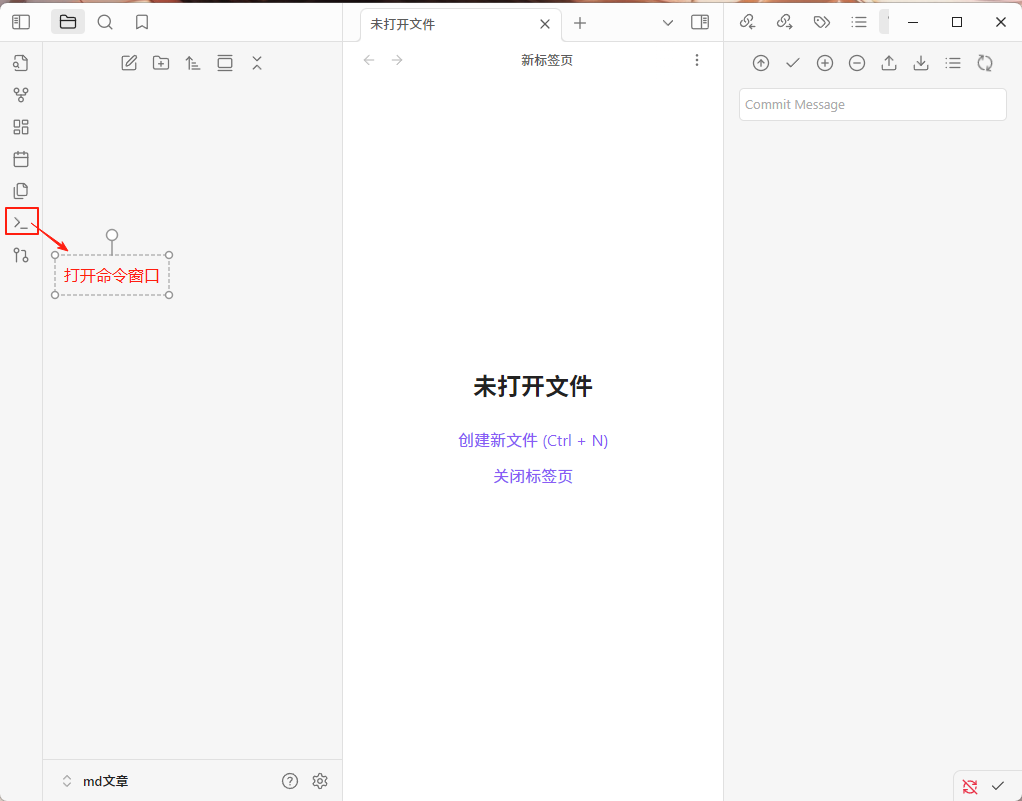 未打开文件
新标签页
Commit Message
打开命令窗口
未打开文件
创建新文件 (Ctrl + N)
关闭标签页
md文章